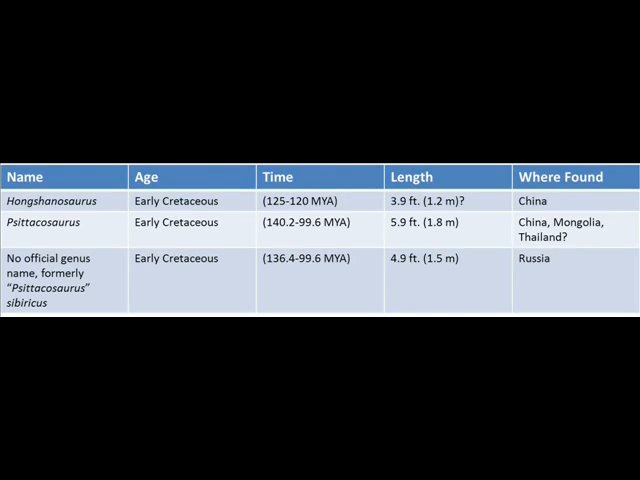 Name Age Time Length Where Found
Hongshanosaurus Early Cretaceous (125-120 MYA) 3.9 ft. (1.2 m)? China
Psittacosaurus Early Cretaceous (140.2-99.6 MYA) 5.9 ft. (1.8 m) China, Mongolia,
Thailand?
No official genus Early Cretaceous (136.4-99.6 MYA) 4.9 ft. (1.5 m) Russia
name, formerly
“Psittacosaurus”
sibiricus